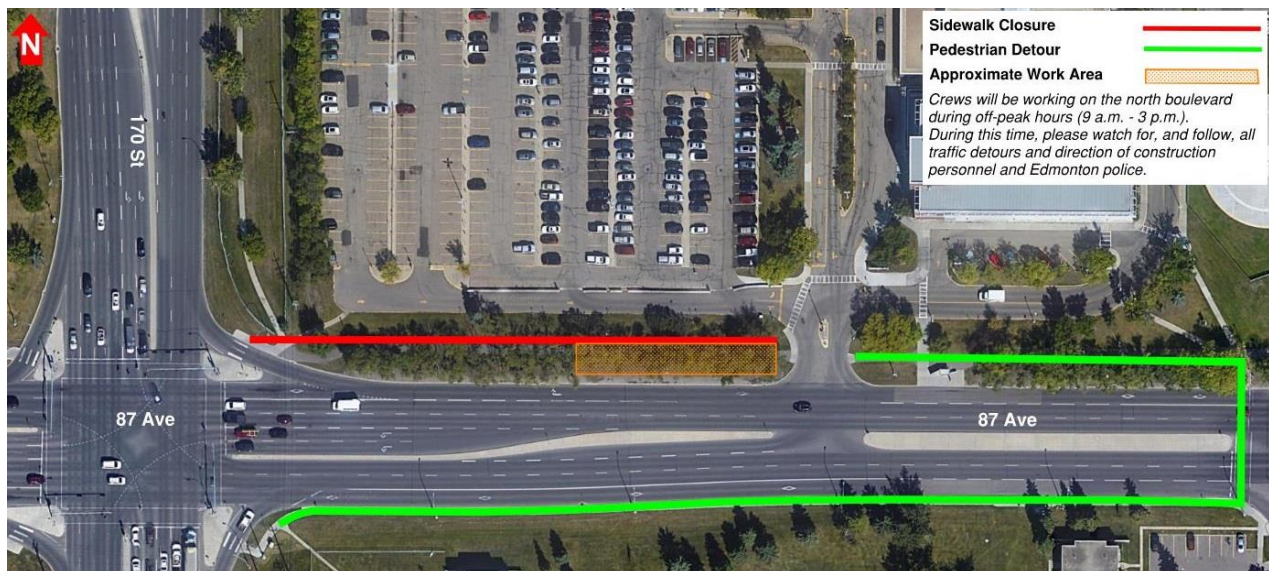 N
Sidewalk Closure
Pedestrian Detour
Approximate Work Area
Crews will be working on the north boulevard
during off-peak hours (9 a.m. - 3 p.m.).
During this time, please watch for, and follow, all
traffic detours and direction of construction
personnel and Edmonton police.
170 St
87 Ave
87 Ave